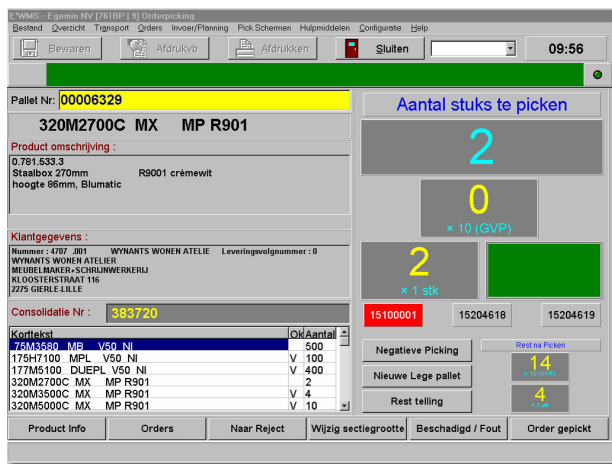 E'WMS - Egemin NV [761BP | 9] Orderpicking
Bestand Overzicht Transport Orders Invoer/Planning Pick Schermen Hulpmiddelen Configuratie Help
Bewaren Afdrukvb Afdrukken Sluiten 09:56
Pallet Nr: 00006329
320M2700C MX MP R901
Product omschrijving :
0.781.533.3
Staalbox 270mm R9001 crèmewit
hoogte 86mm, Blumatic
Klantgegevens :
Nummer : 4707 .001 WYNANTS WONEN ATELIE Leveringsvolgnummer : 0
WYNANTS WONEN ATELIER
MEUBELMAKER+SCHRIJNWERKERIJ
KLOOSTERSTRAAT 116
2275 GIERLE-LILLE
Consolidatie Nr : 383720
Korttekst Ok Aantal
75M3580 MB V50 NI 500
175H7100 MPL V50 NI V 100
177M5100 DUEPL V50 NI V 400
320M2700C MX MP R901 2
320M3500C MX MP R901 V 4
320M5000C MX MP R901 V 10
Aantal stuks te picken
2
0
× 10 (GVP)
2
× 1 stk
15100001 15204618 15204619
Negatieve Picking
Nieuwe Lege pallet
Rest telling
Rest na Picken
14
× 10 (GVP)
4
× 1 stk
Product Info Orders Naar Reject Wijzig sectiegrootte Beschadigd / Fout Order gepickt